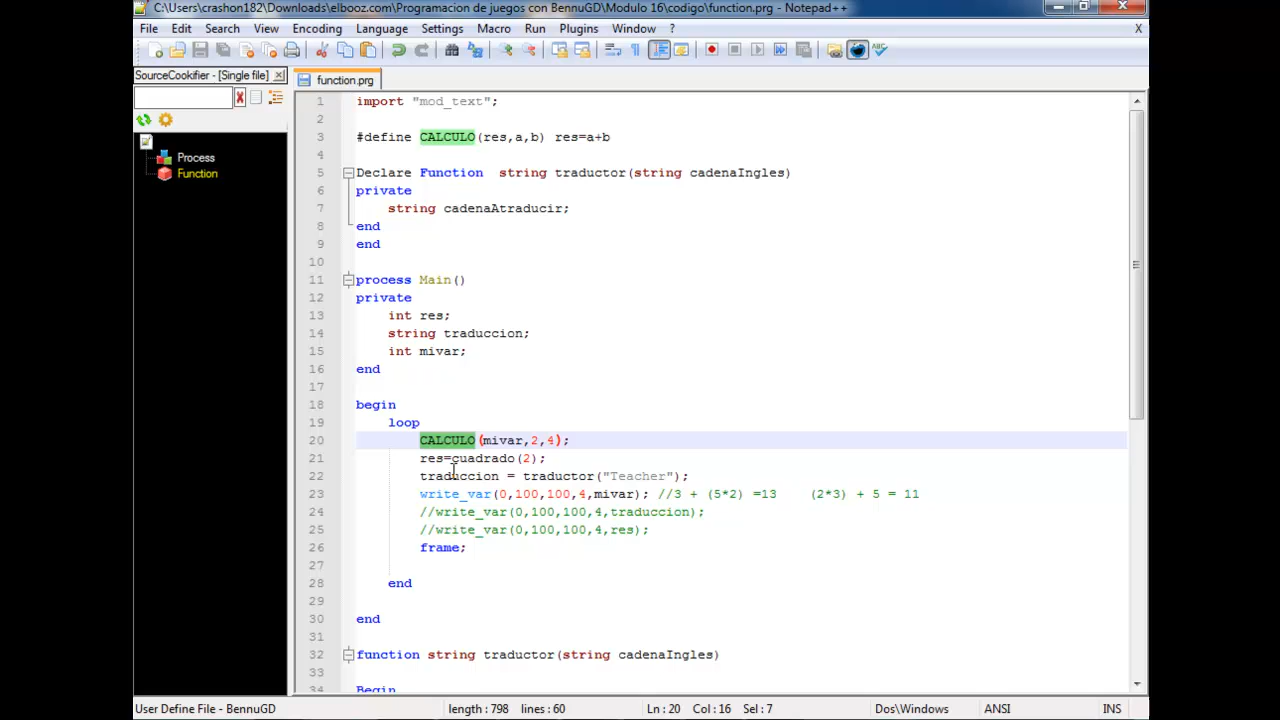 C:\Users\crashon182\Downloads\elbooz.com\Programacion de juegos con BennuGD\Modulo 16\codigo\function.prg - Notepad++
File Edit Search View Encoding Language Settings Macro Run Plugins Window ? X
SourceCookifier - [Single file]
function.prg
Process
Function
1 import "mod_text";
2
3 #define CALCULO(res,a,b) res=a+b
4
5 Declare Function  string traductor(string cadenaIngles)
6 private
7     string cadenaAtraducir;
8 end
9 end
10
11 process Main()
12 private
13     int res;
14     string traduccion;
15     int mivar;
16 end
17
18 begin
19     loop
20         CALCULO(mivar,2,4);
21         res=cuadrado(2);
22         traduccion = traductor("Teacher");
23         write_var(0,100,100,4,mivar); //3 + (5*2) =13    (2*3) + 5 = 11
24         //write_var(0,100,100,4,traduccion);
25         //write_var(0,100,100,4,res);
26         frame;
27
28     end
29
30 end
31
32 function string traductor(string cadenaIngles)
33
34 Begin
User Define File - BennuGD length : 798 lines : 60 Ln : 20 Col : 16 Sel : 7 Dos\Windows ANSI INS